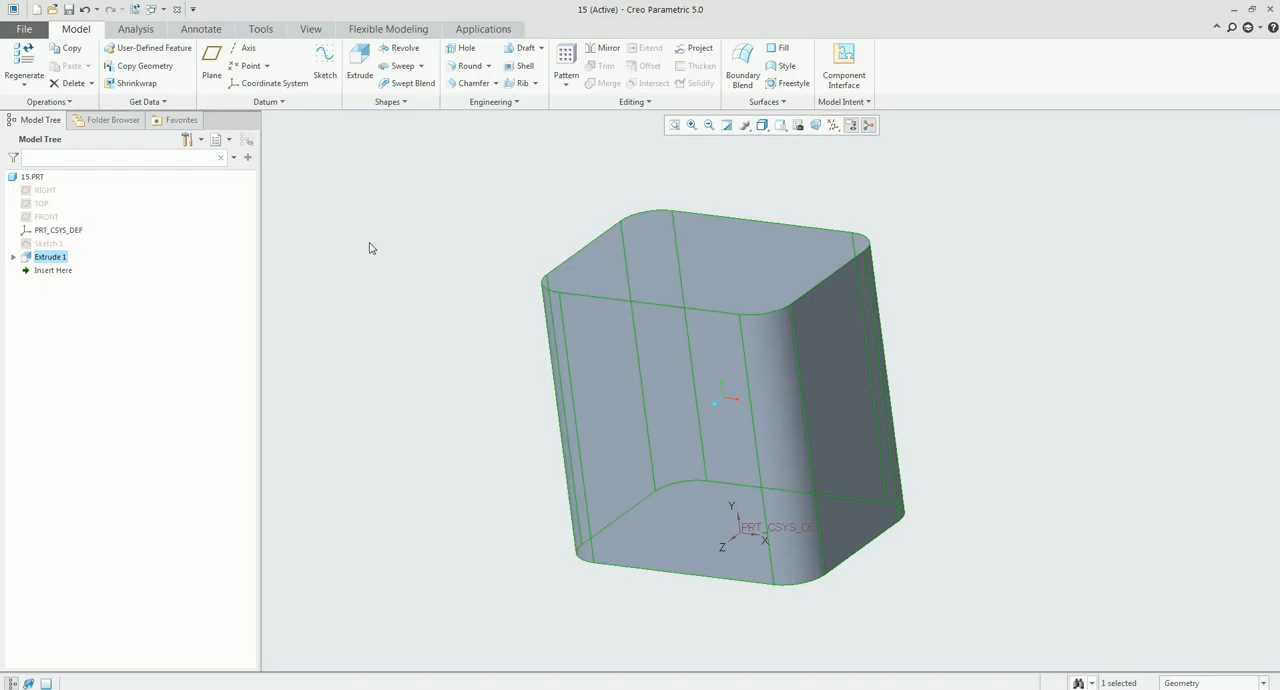 15 (Active) - Creo Parametric 5.0
File Model Analysis Annotate Tools View Flexible Modeling Applications
Copy User-Defined Feature Axis Revolve Hole Draft Mirror Extend Project Fill
Paste Copy Geometry Point Sweep Round Shell Trim Offset Thicken Style
Regenerate Delete Shrinkwrap Plane Coordinate System Sketch Extrude Swept Blend Chamfer Rib Pattern Merge Intersect Solidify Boundary Blend Freestyle Component Interface
Operations Get Data Datum Shapes Engineering Editing Surfaces Model Intent
Model Tree Folder Browser Favorites
Model Tree
15.PRT
RIGHT
TOP
FRONT
PRT_CSYS_DEF
Sketch 1
Extrude 1
Insert Here
Y
PRT_CSYS_DE
X
Z
1 selected Geometry